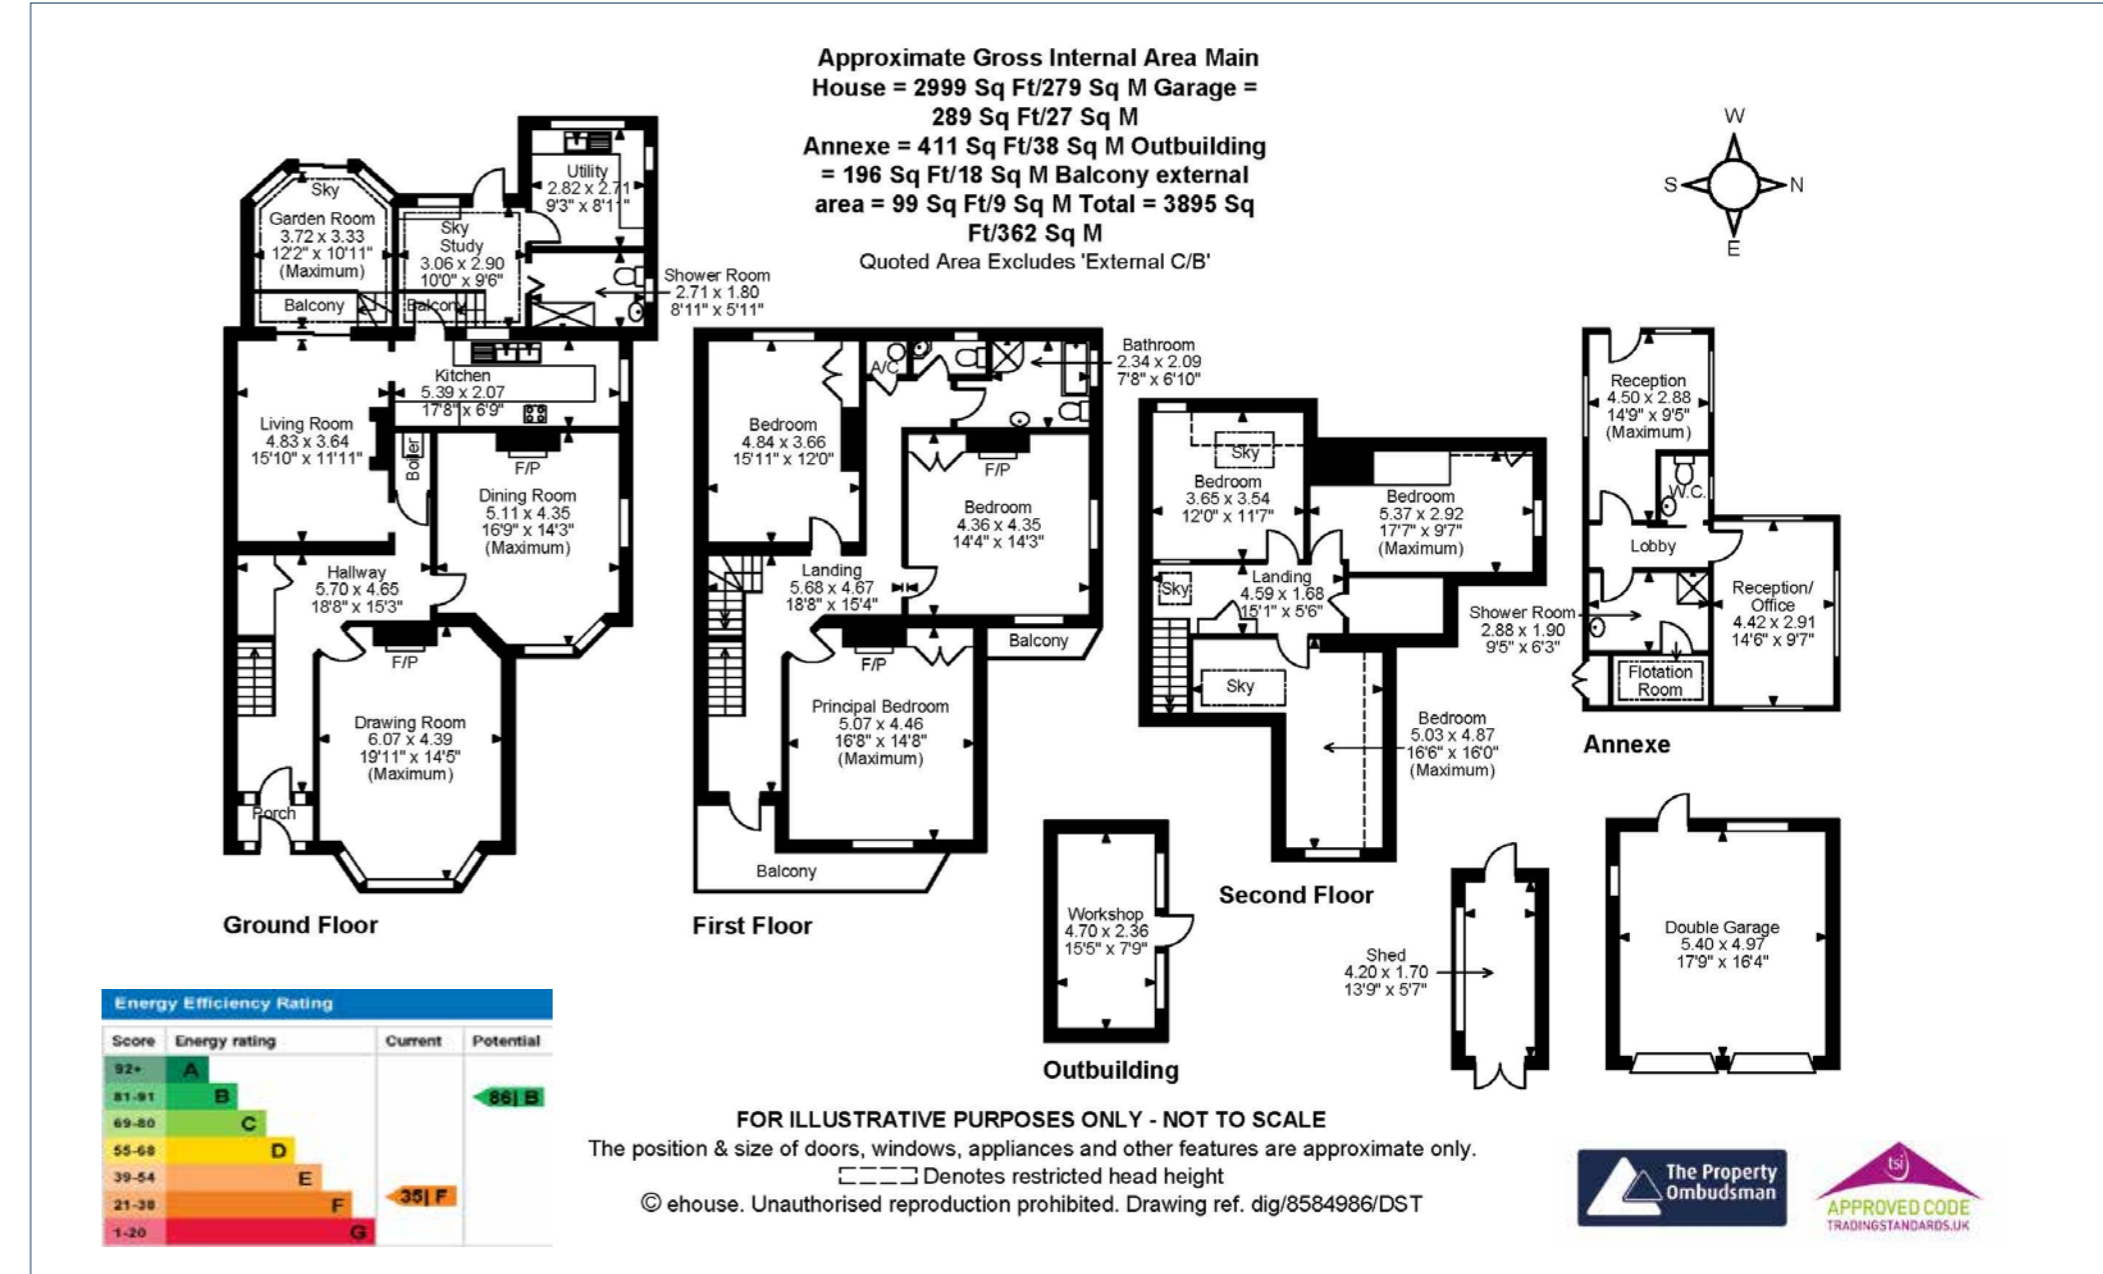 Approximate Gross Internal Area Main
House = 2999 Sq Ft/279 Sq M Garage =
289 Sq Ft/27 Sq M
Annexe = 411 Sq Ft/38 Sq M Outbuilding
= 196 Sq Ft/18 Sq M Balcony external
area = 99 Sq Ft/9 Sq M Total = 3895 Sq
Ft/362 Sq M
Quoted Area Excludes 'External C/B'
W
S
N
E
Utility
2.82 x 2.71
9'3" x 8'11"
Sky
Garden Room
3.72 x 3.33
12'2" x 10'11"
(Maximum)
Balcony
Sky
Study
3.06 x 2.90
10'0" x 9'6"
Balcony
Shower Room
2.71 x 1.80
8'11" x 5'11"
Kitchen
5.39 x 2.07
17'8" x 6'9"
Living Room
4.83 x 3.64
15'10" x 11'11"
Boiler
F/P
Dining Room
5.11 x 4.35
16'9" x 14'3"
(Maximum)
Hallway
5.70 x 4.65
18'8" x 15'3"
F/P
Drawing Room
6.07 x 4.39
19'11" x 14'5"
(Maximum)
Porch
Ground Floor
A/C
Bathroom
2.34 x 2.09
7'8" x 6'10"
Bedroom
4.84 x 3.66
15'11" x 12'0"
F/P
Bedroom
4.36 x 4.35
14'4" x 14'3"
Landing
5.68 x 4.67
18'8" x 15'4"
Balcony
F/P
Principal Bedroom
5.07 x 4.46
16'8" x 14'8"
(Maximum)
Balcony
First Floor
Sky
Bedroom
3.65 x 3.54
12'0" x 11'7"
Bedroom
5.37 x 2.92
17'7" x 9'7"
(Maximum)
Sky
Landing
4.59 x 1.68
15'1" x 5'6"
Sky
Bedroom
5.03 x 4.87
16'6" x 16'0"
(Maximum)
Second Floor
Reception
4.50 x 2.88
14'9" x 9'5"
(Maximum)
W.C.
Lobby
Reception/
Office
4.42 x 2.91
14'6" x 9'7"
Shower Room
2.88 x 1.90
9'5" x 6'3"
Flotation
Room
Annexe
Workshop
4.70 x 2.36
15'5" x 7'9"
Outbuilding
Shed
4.20 x 1.70
13'9" x 5'7"
Double Garage
5.40 x 4.97
17'9" x 16'4"
Energy Efficiency Rating
Score Energy rating Current Potential
92+ A
81-91 B 86| B
69-80 C
55-68 D
39-54 E
21-38 F 35| F
1-20 G
FOR ILLUSTRATIVE PURPOSES ONLY - NOT TO SCALE
The position & size of doors, windows, appliances and other features are approximate only.
Denotes restricted head height
© ehouse. Unauthorised reproduction prohibited. Drawing ref. dig/8584986/DST
The Property
Ombudsman
tsi
APPROVED CODE
TRADINGSTANDARDS.UK